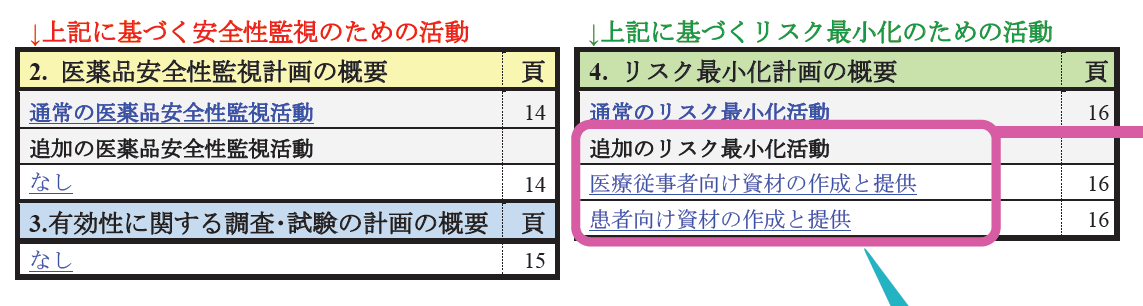 ↓上記に基づく安全性監視のための活動
2. 医薬品安全性監視計画の概要 頁
通常の医薬品安全性監視活動 14
追加の医薬品安全性監視活動
なし 14
3.有効性に関する調査･試験の計画の概要 頁
なし 15
↓上記に基づくリスク最小化のための活動
4. リスク最小化計画の概要 頁
通常のリスク最小化活動 16
追加のリスク最小化活動
医療従事者向け資材の作成と提供 16
患者向け資材の作成と提供 16